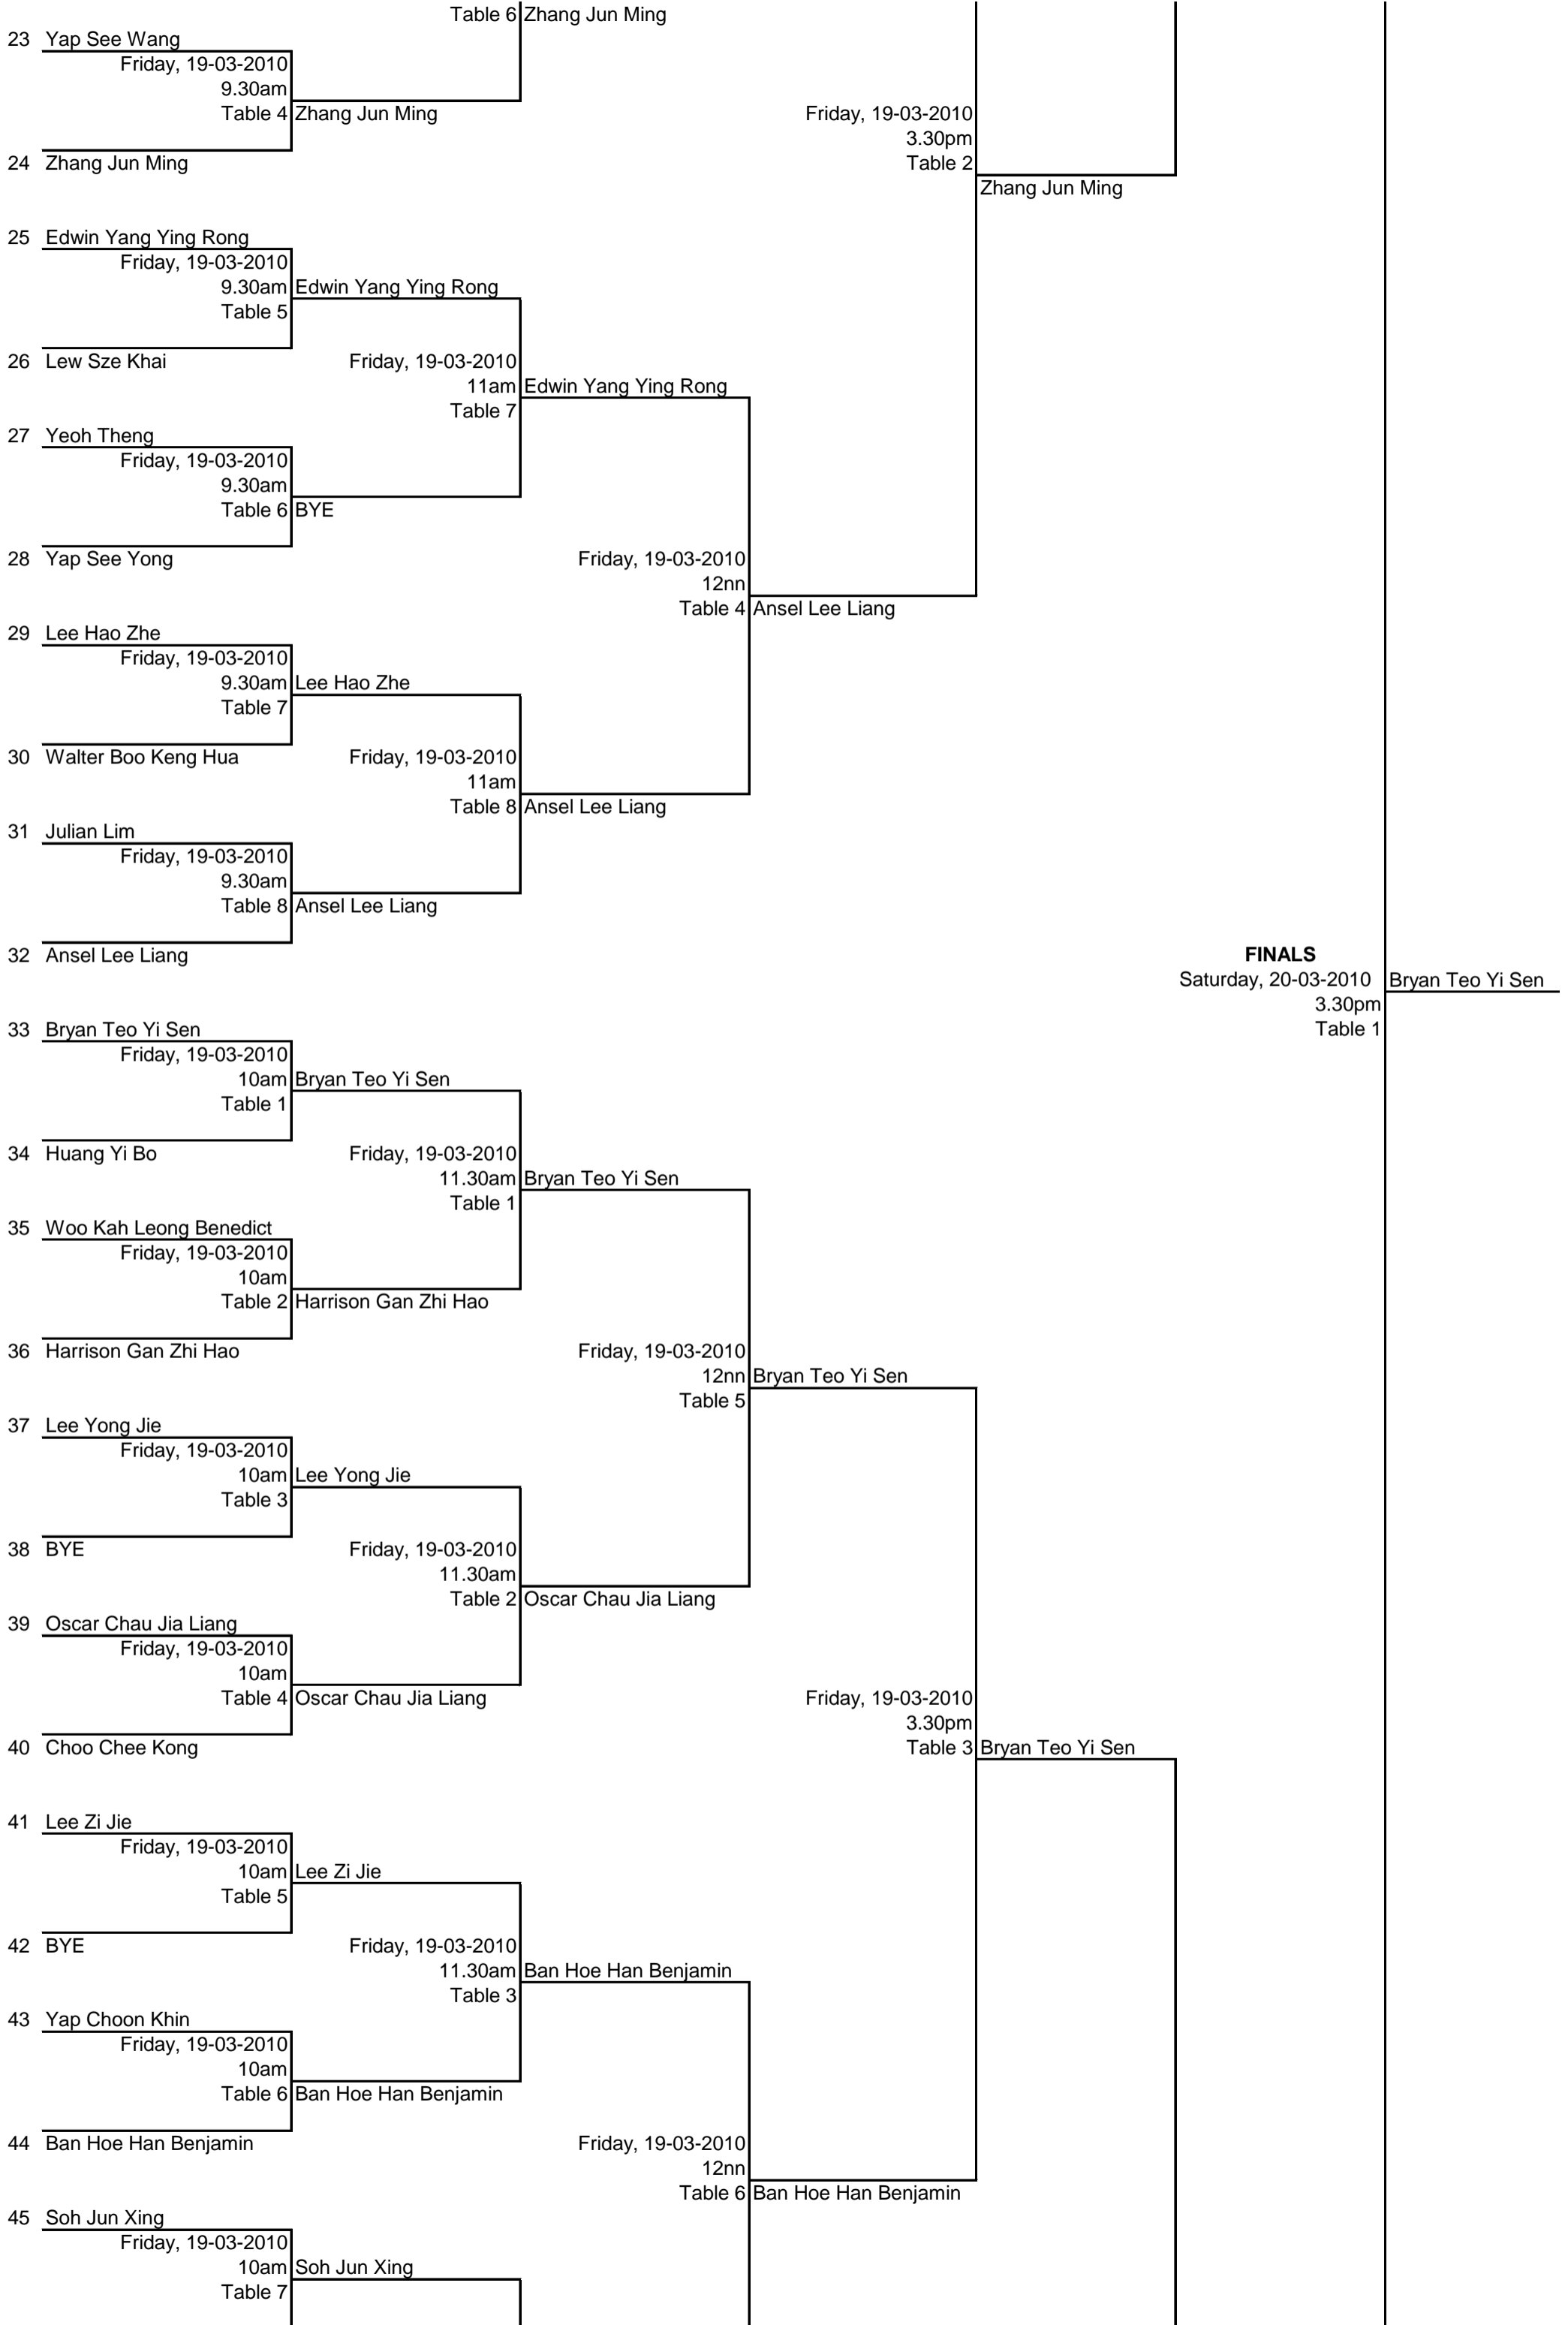 Table 6 Zhang Jun Ming
23 Yap See Wang
Friday, 19-03-2010
9.30am
Table 4 Zhang Jun Ming Friday, 19-03-2010
3.30pm
24 Zhang Jun Ming Table 2
Zhang Jun Ming
25 Edwin Yang Ying Rong
Friday, 19-03-2010
9.30am Edwin Yang Ying Rong
Table 5
26 Lew Sze Khai Friday, 19-03-2010
11am Edwin Yang Ying Rong
Table 7
27 Yeoh Theng
Friday, 19-03-2010
9.30am
Table 6 BYE
28 Yap See Yong Friday, 19-03-2010
12nn
Table 4 Ansel Lee Liang
29 Lee Hao Zhe
Friday, 19-03-2010
9.30am Lee Hao Zhe
Table 7
30 Walter Boo Keng Hua Friday, 19-03-2010
11am
Table 8 Ansel Lee Liang
31 Julian Lim
Friday, 19-03-2010
9.30am
Table 8 Ansel Lee Liang
32 Ansel Lee Liang FINALS
Saturday, 20-03-2010 Bryan Teo Yi Sen
3.30pm
33 Bryan Teo Yi Sen Table 1
Friday, 19-03-2010
10am Bryan Teo Yi Sen
Table 1
34 Huang Yi Bo Friday, 19-03-2010
11.30am Bryan Teo Yi Sen
Table 1
35 Woo Kah Leong Benedict
Friday, 19-03-2010
10am
Table 2 Harrison Gan Zhi Hao
36 Harrison Gan Zhi Hao Friday, 19-03-2010
12nn Bryan Teo Yi Sen
Table 5
37 Lee Yong Jie
Friday, 19-03-2010
10am Lee Yong Jie
Table 3
38 BYE Friday, 19-03-2010
11.30am
Table 2 Oscar Chau Jia Liang
39 Oscar Chau Jia Liang
Friday, 19-03-2010
10am
Table 4 Oscar Chau Jia Liang Friday, 19-03-2010
3.30pm
40 Choo Chee Kong Table 3 Bryan Teo Yi Sen
41 Lee Zi Jie
Friday, 19-03-2010
10am Lee Zi Jie
Table 5
42 BYE Friday, 19-03-2010
11.30am Ban Hoe Han Benjamin
Table 3
43 Yap Choon Khin
Friday, 19-03-2010
10am
Table 6 Ban Hoe Han Benjamin
44 Ban Hoe Han Benjamin Friday, 19-03-2010
12nn
Table 6 Ban Hoe Han Benjamin
45 Soh Jun Xing
Friday, 19-03-2010
10am Soh Jun Xing
Table 7